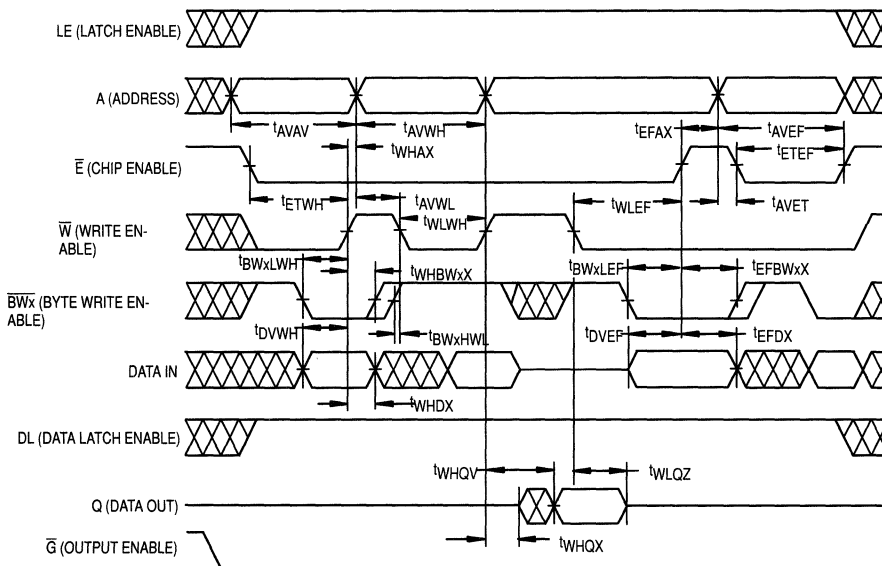 LE (LATCH ENABLE)
A (ADDRESS)
tAVAV
tAVWH
tEFAX
tAVEF
tWHAX
tETEF
E (CHIP ENABLE)
tETWH
tAVWL
tWLWH
tWLEF
tAVET
W (WRITE EN-
ABLE)
tBWxLWH
tWHBWxX
tBWxLEF
tEFBWxX
BWx (BYTE WRITE EN-
ABLE)
tDVWH
tBWxHWL
tDVEF
tEFDX
DATA IN
tWHDX
DL (DATA LATCH ENABLE)
tWHQV
tWLQZ
Q (DATA OUT)
tWHQX
G (OUTPUT ENABLE)